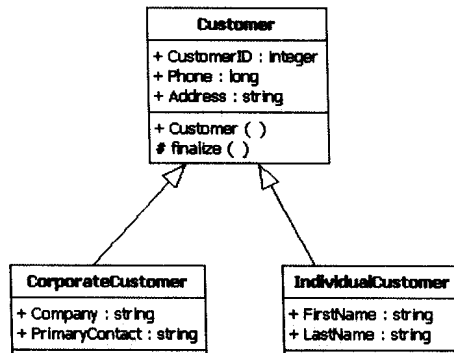 Customer
+ CustomerID : integer
+ Phone : long
+ Address : string
+ Customer ( )
# finalize ( )
CorporateCustomer
+ Company : string
+ PrimaryContact : string
IndividualCustomer
+ FirstName : string
+ LastName : string